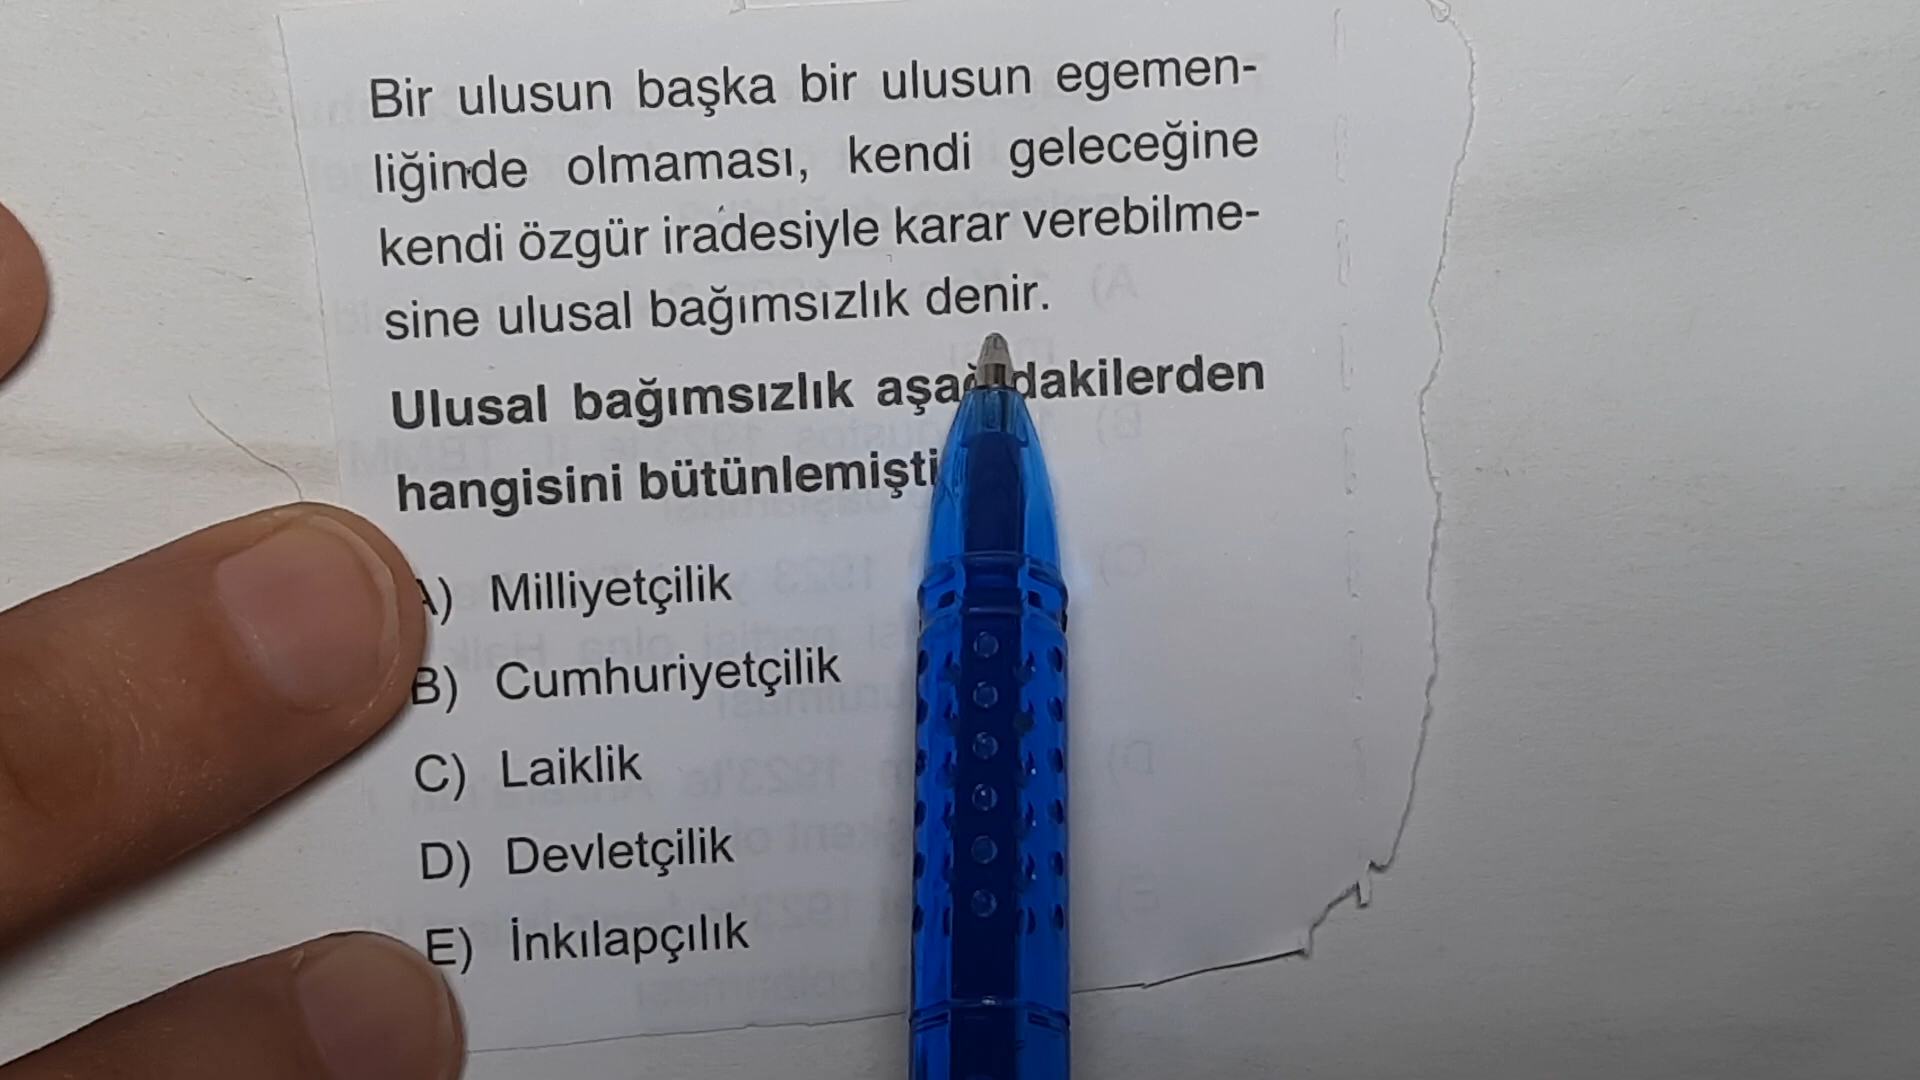 Bir ulusun başka bir ulusun egemen-
liğinde olmaması, kendi geleceğine
kendi özgür iradesiyle karar verebilme-
sine ulusal bağımsızlık denir.
Ulusal bağımsızlık aşağıdakilerden
hangisini bütünlemişti
A) Milliyetçilik
B) Cumhuriyetçilik
C) Laiklik
D) Devletçilik
E) İnkılapçılık